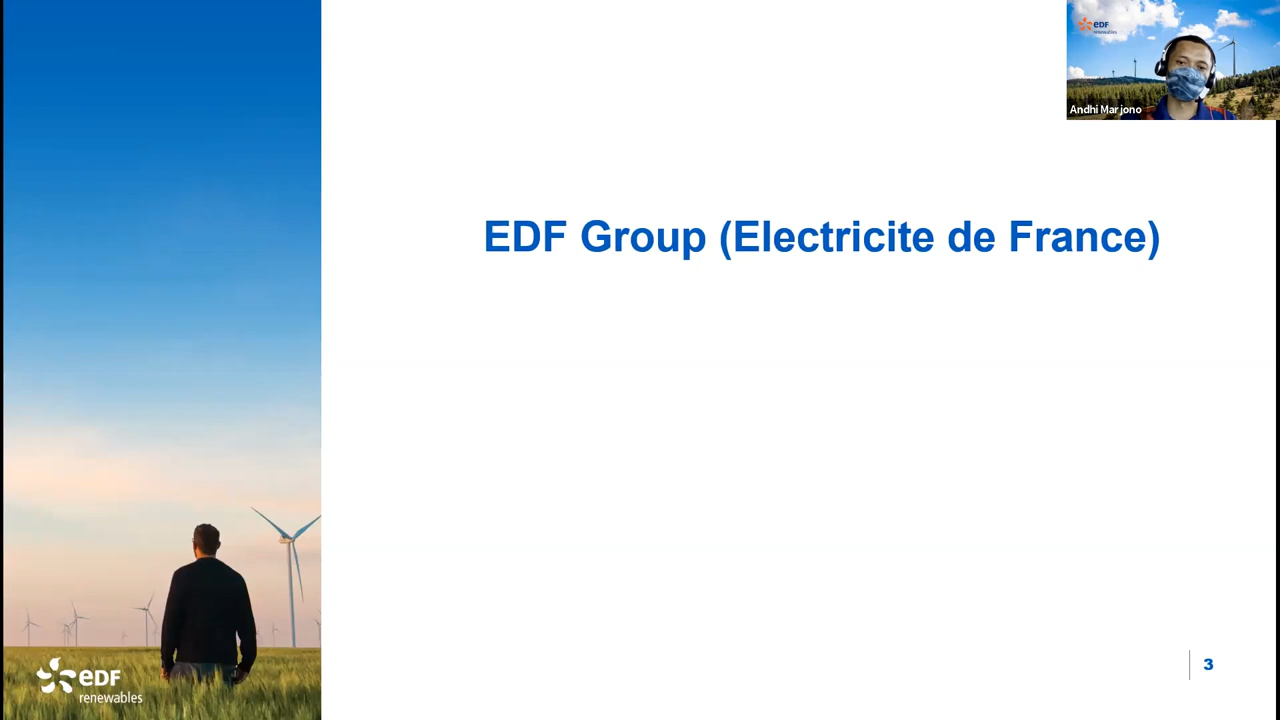 EDF
renewables
Andhi Marjono
EDF Group (Electricite de France)
EDF
renewables
3